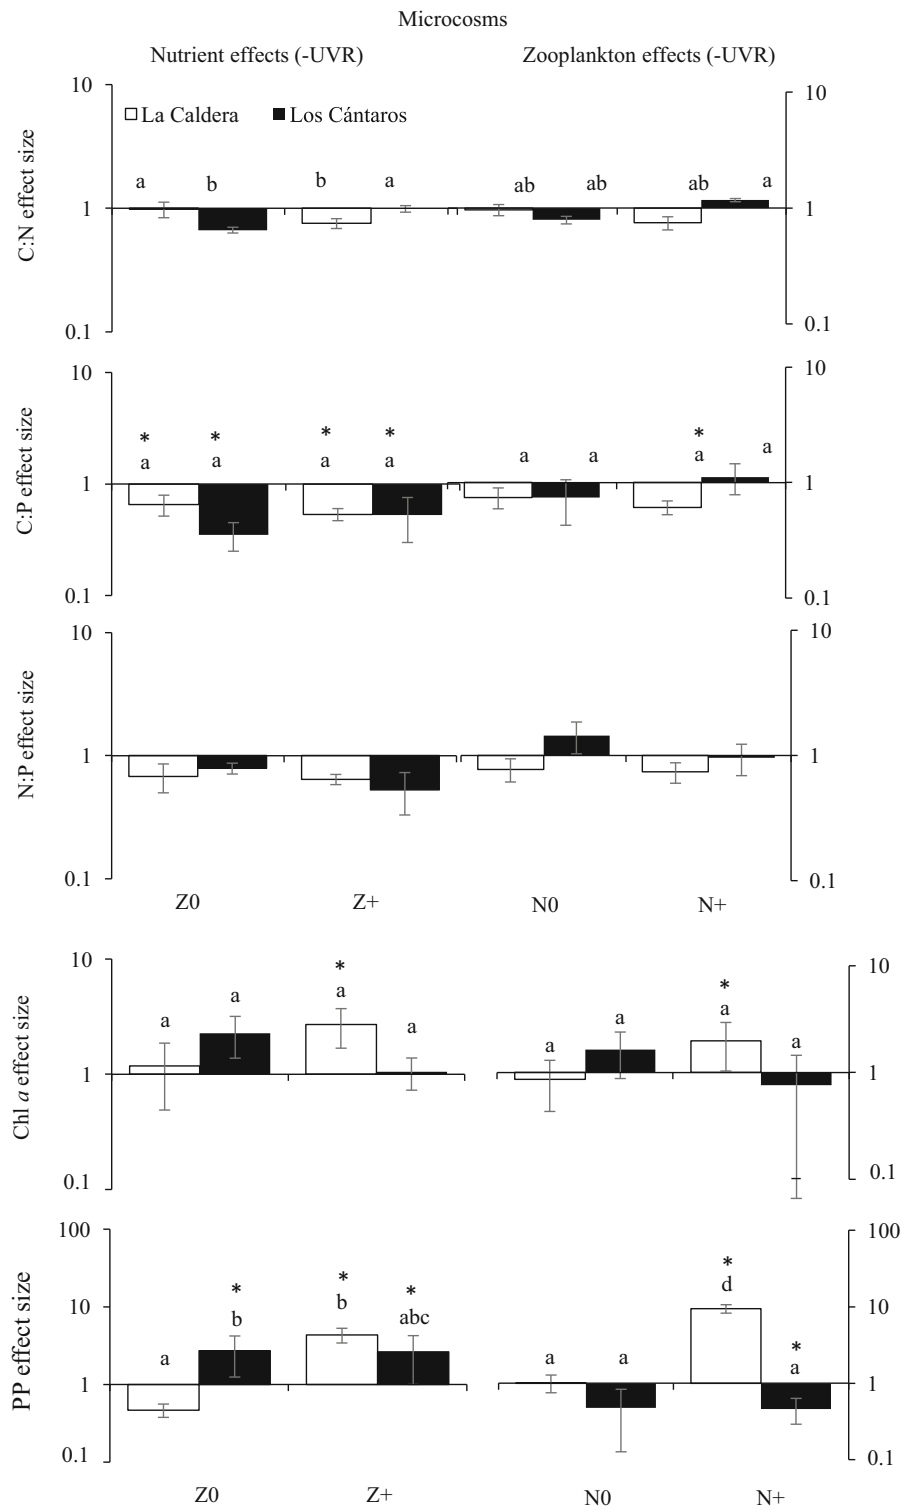 Microcosms
Nutrient effects (-UVR) Zooplankton effects (-UVR)
10 10
La Caldera Los Cántaros
C:N effect size
a b b a ab ab ab a
1 1
0.1 0.1
10 10
C:P effect size
* * * * *
a a a a a a a a
1 1
0.1 0.1
10 10
N:P effect size
1 1
0.1 0.1
Z0 Z+ N0 N+
10 10
Chl a effect size
* *
a a a a a a a a
1 1
0.1 0.1
100 100
PP effect size
* * * * *
10 10
a b b abc a a d a
1 1
0.1 0.1
Z0 Z+ N0 N+